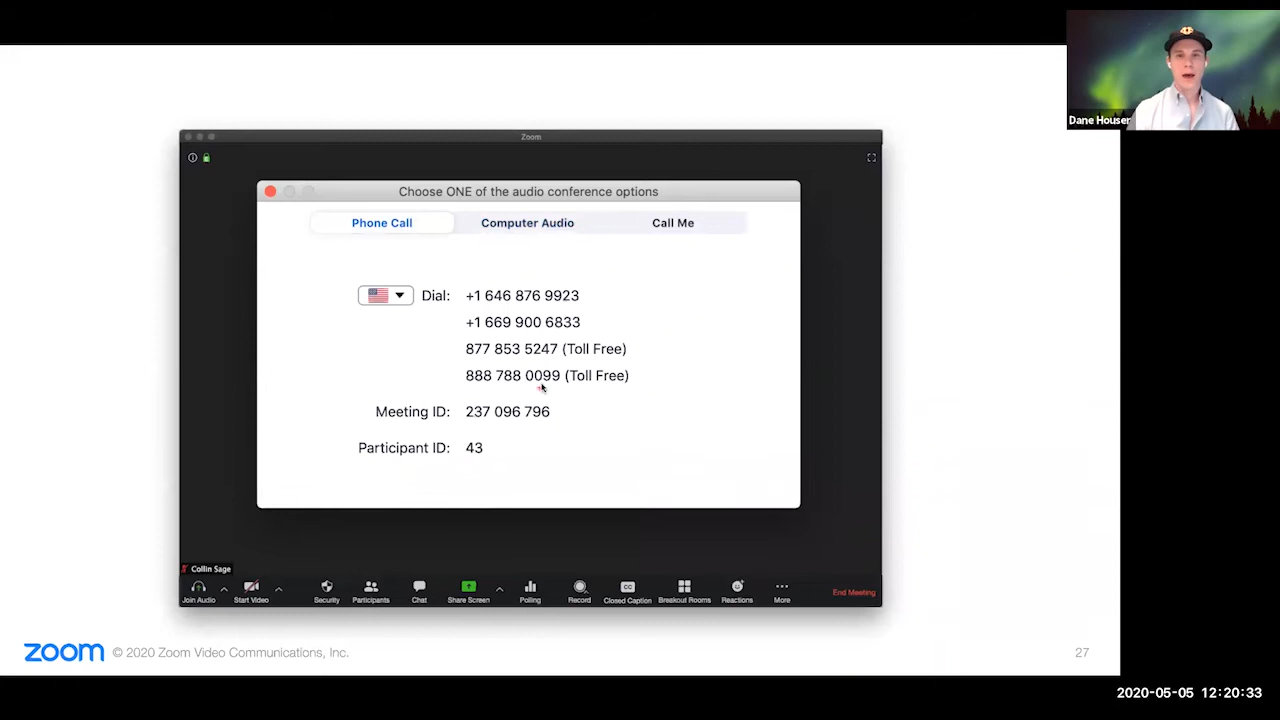 Dane Houser
Zoom
Choose ONE of the audio conference options
Phone Call Computer Audio Call Me
Dial: +1 646 876 9923
+1 669 900 6833
877 853 5247 (Toll Free)
888 788 0099 (Toll Free)
Meeting ID: 237 096 796
Participant ID: 43
Collin Sage
Join Audio Start Video Security Participants Chat Share Screen Polling Record Closed Caption Breakout Rooms Reactions More End Meeting
zoom © 2020 Zoom Video Communications, Inc. 27
2020-05-05 12:20:33